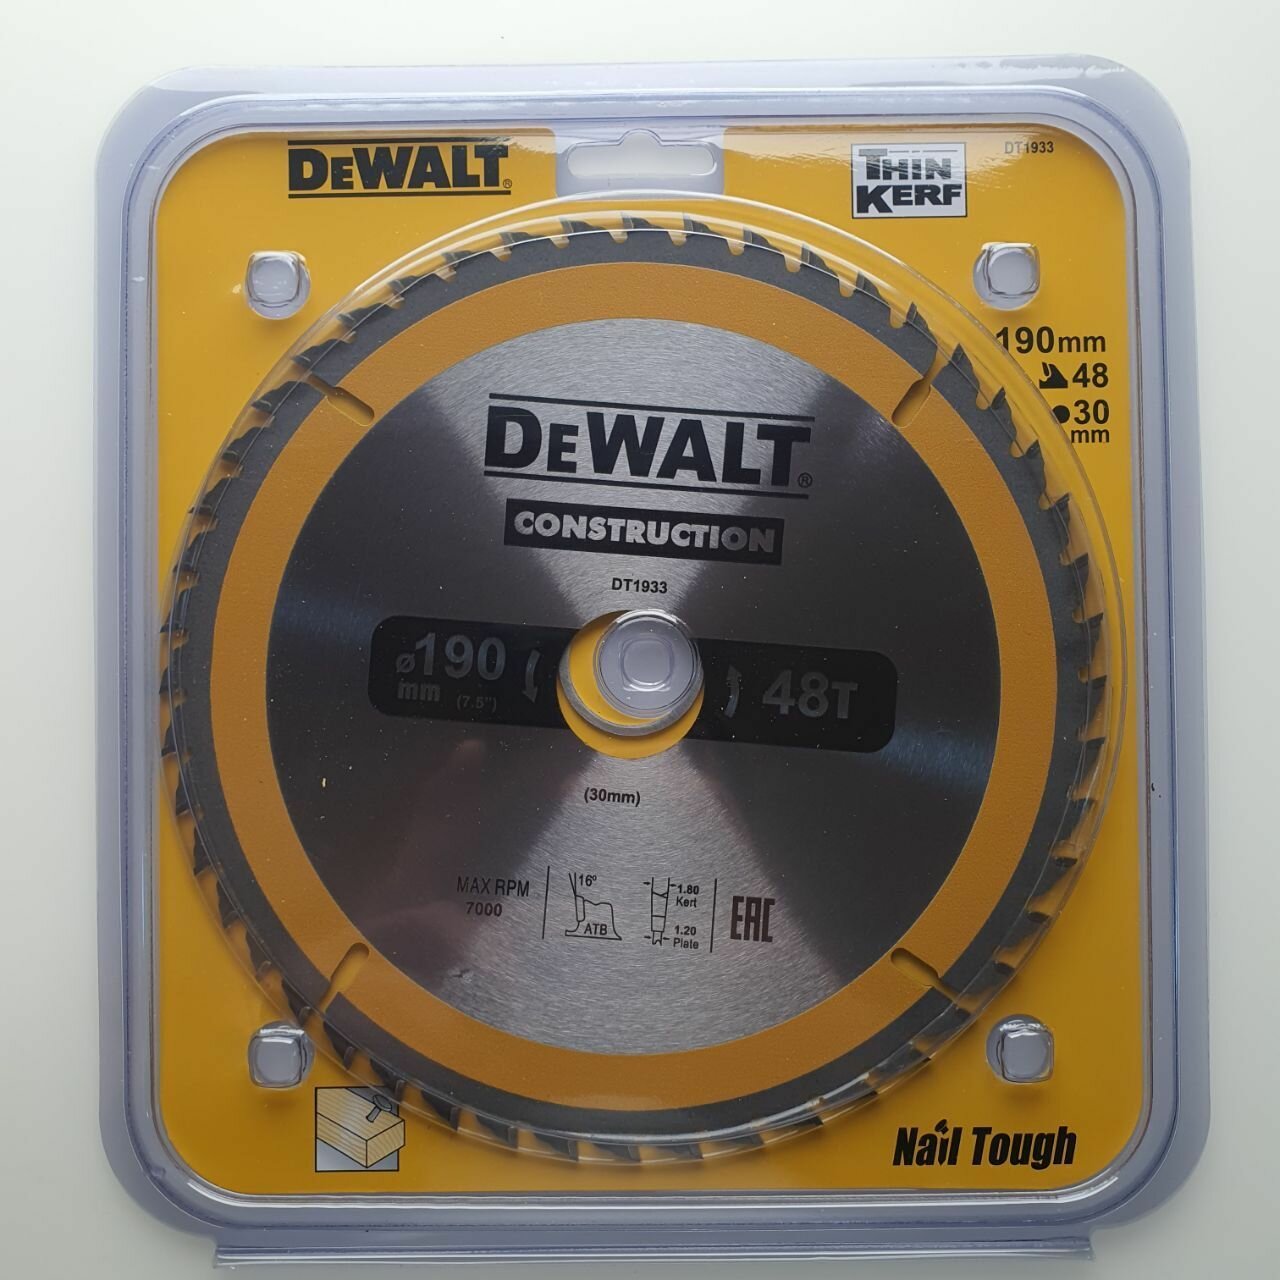 DEWALT®
THIN
KERF
DT1933
190mm
48
30
mm
DEWALT®
CONSTRUCTION
DT1933
ø190
mm (7.5")
48T
(30mm)
MAX RPM
7000
16°
ATB
1.80
Kerf
1.20
Plate
EAC
Nail Tough